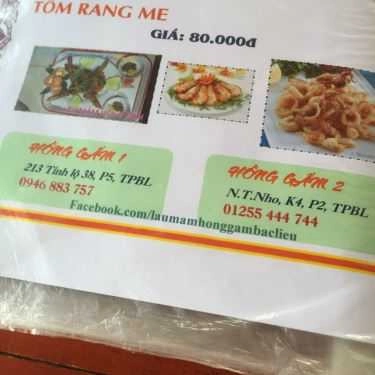 TÔM RANG ME
GIÁ: 80.000đ
HỒNG GẤM 1
213 Tỉnh lộ 38, P5, TPBL
0946 883 757
HỒNG GẤM 2
N.T.Nho, K4, P2, TPBL
01255 444 744
Facebook.com/laumamhonggambaclieu